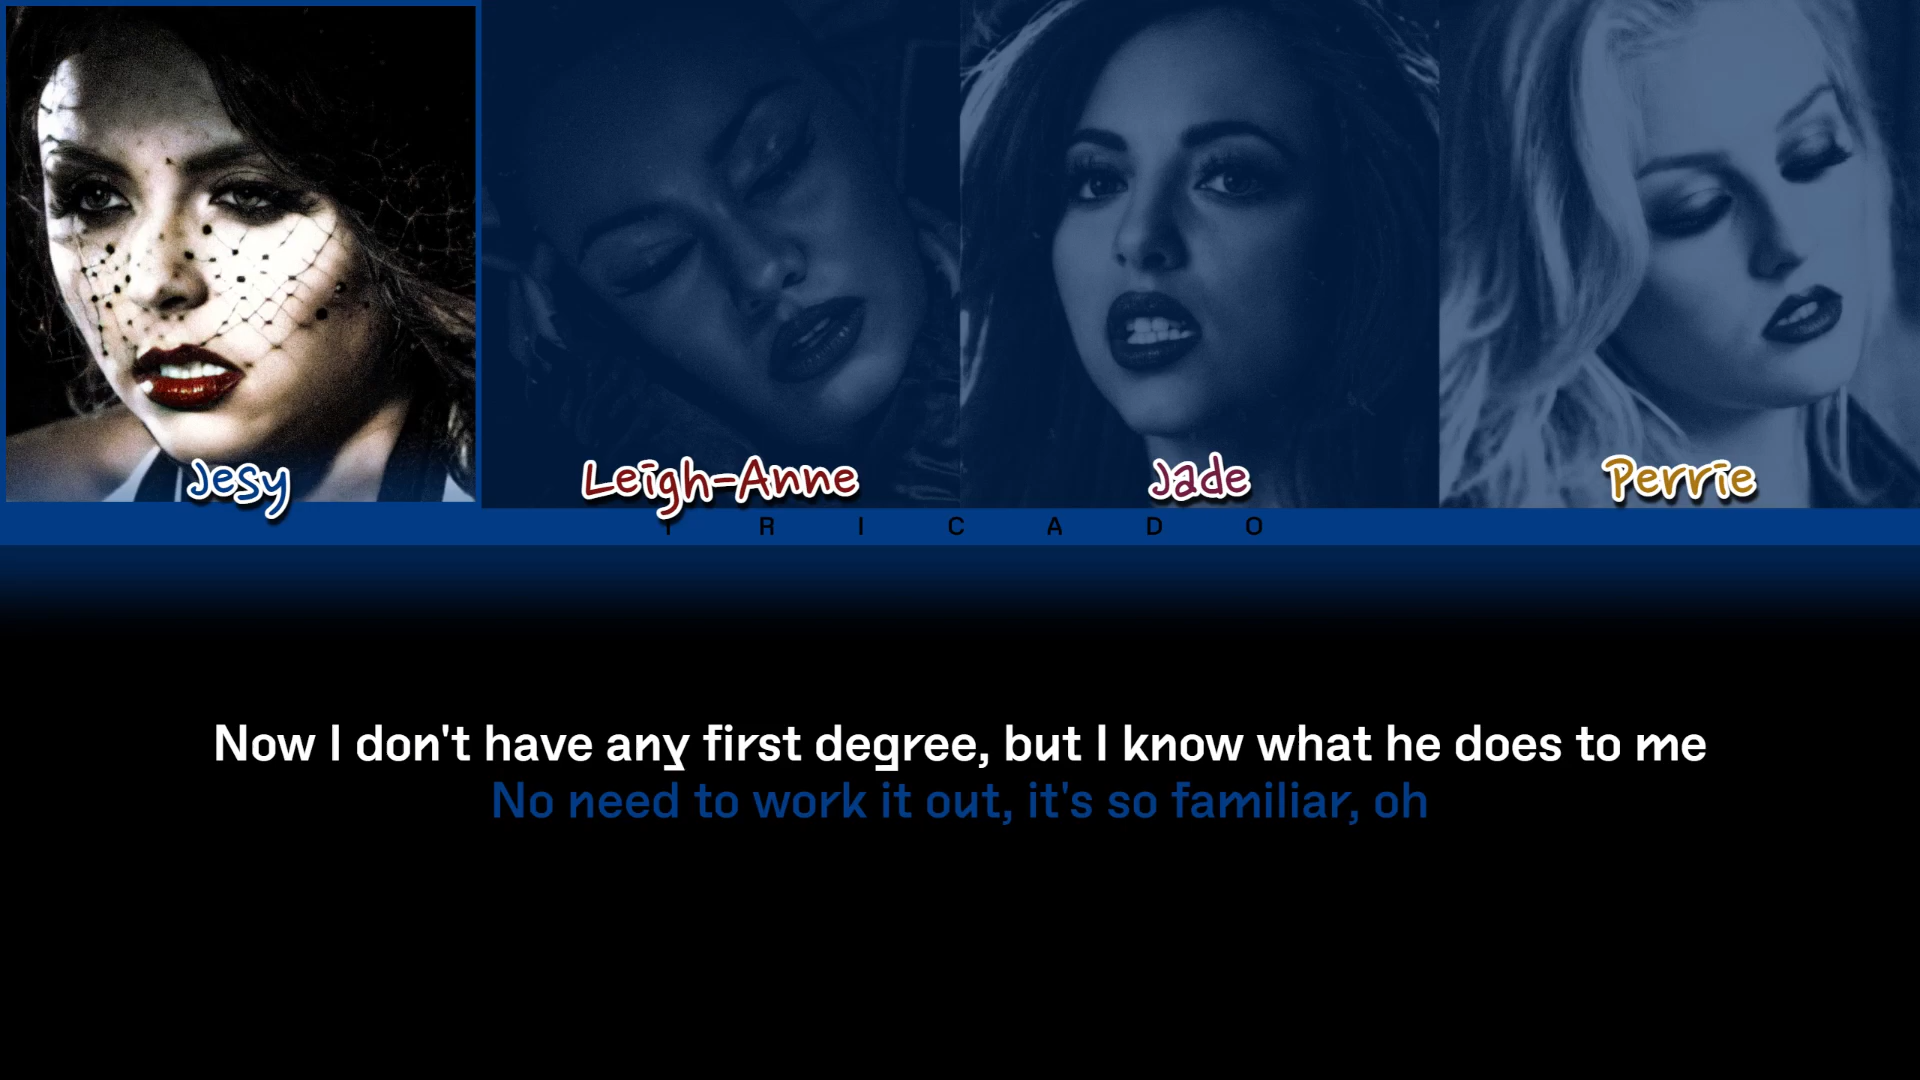 Jesy
Leigh-Anne
Jade
Perrie
T R I C A D O
Now I don't have any first degree, but I know what he does to me
No need to work it out, it's so familiar, oh